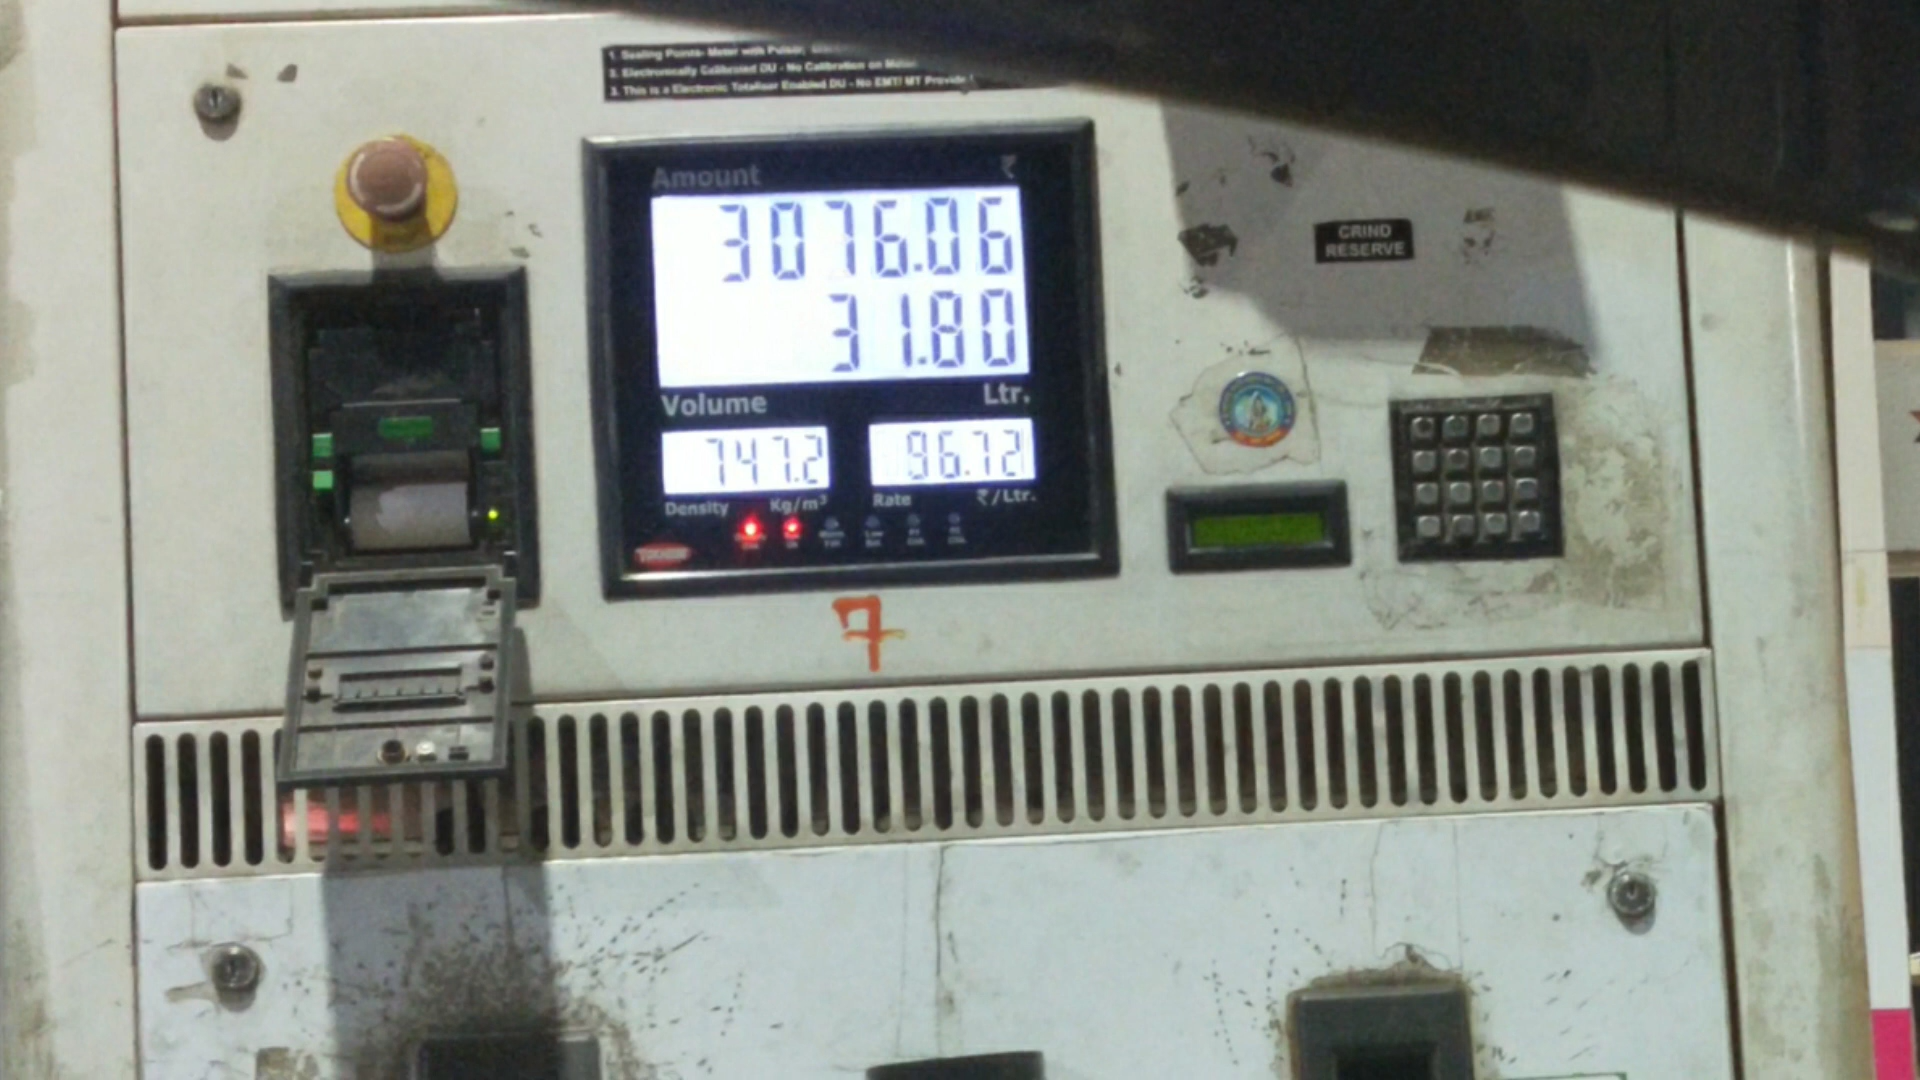 1. Sealing Points- Meter with Pulsar,
2. Electronically Calibrated DU - No Calibration on
3. This is a Electronic Totaliser Enabled DU - No EMT/ MT Provide
Amount ₹
3076.06
31.80
Volume Ltr.
747.2 96.72
Density Kg/m³ Rate ₹/Ltr.
TOKHEIM
7
CRIND
RESERVE